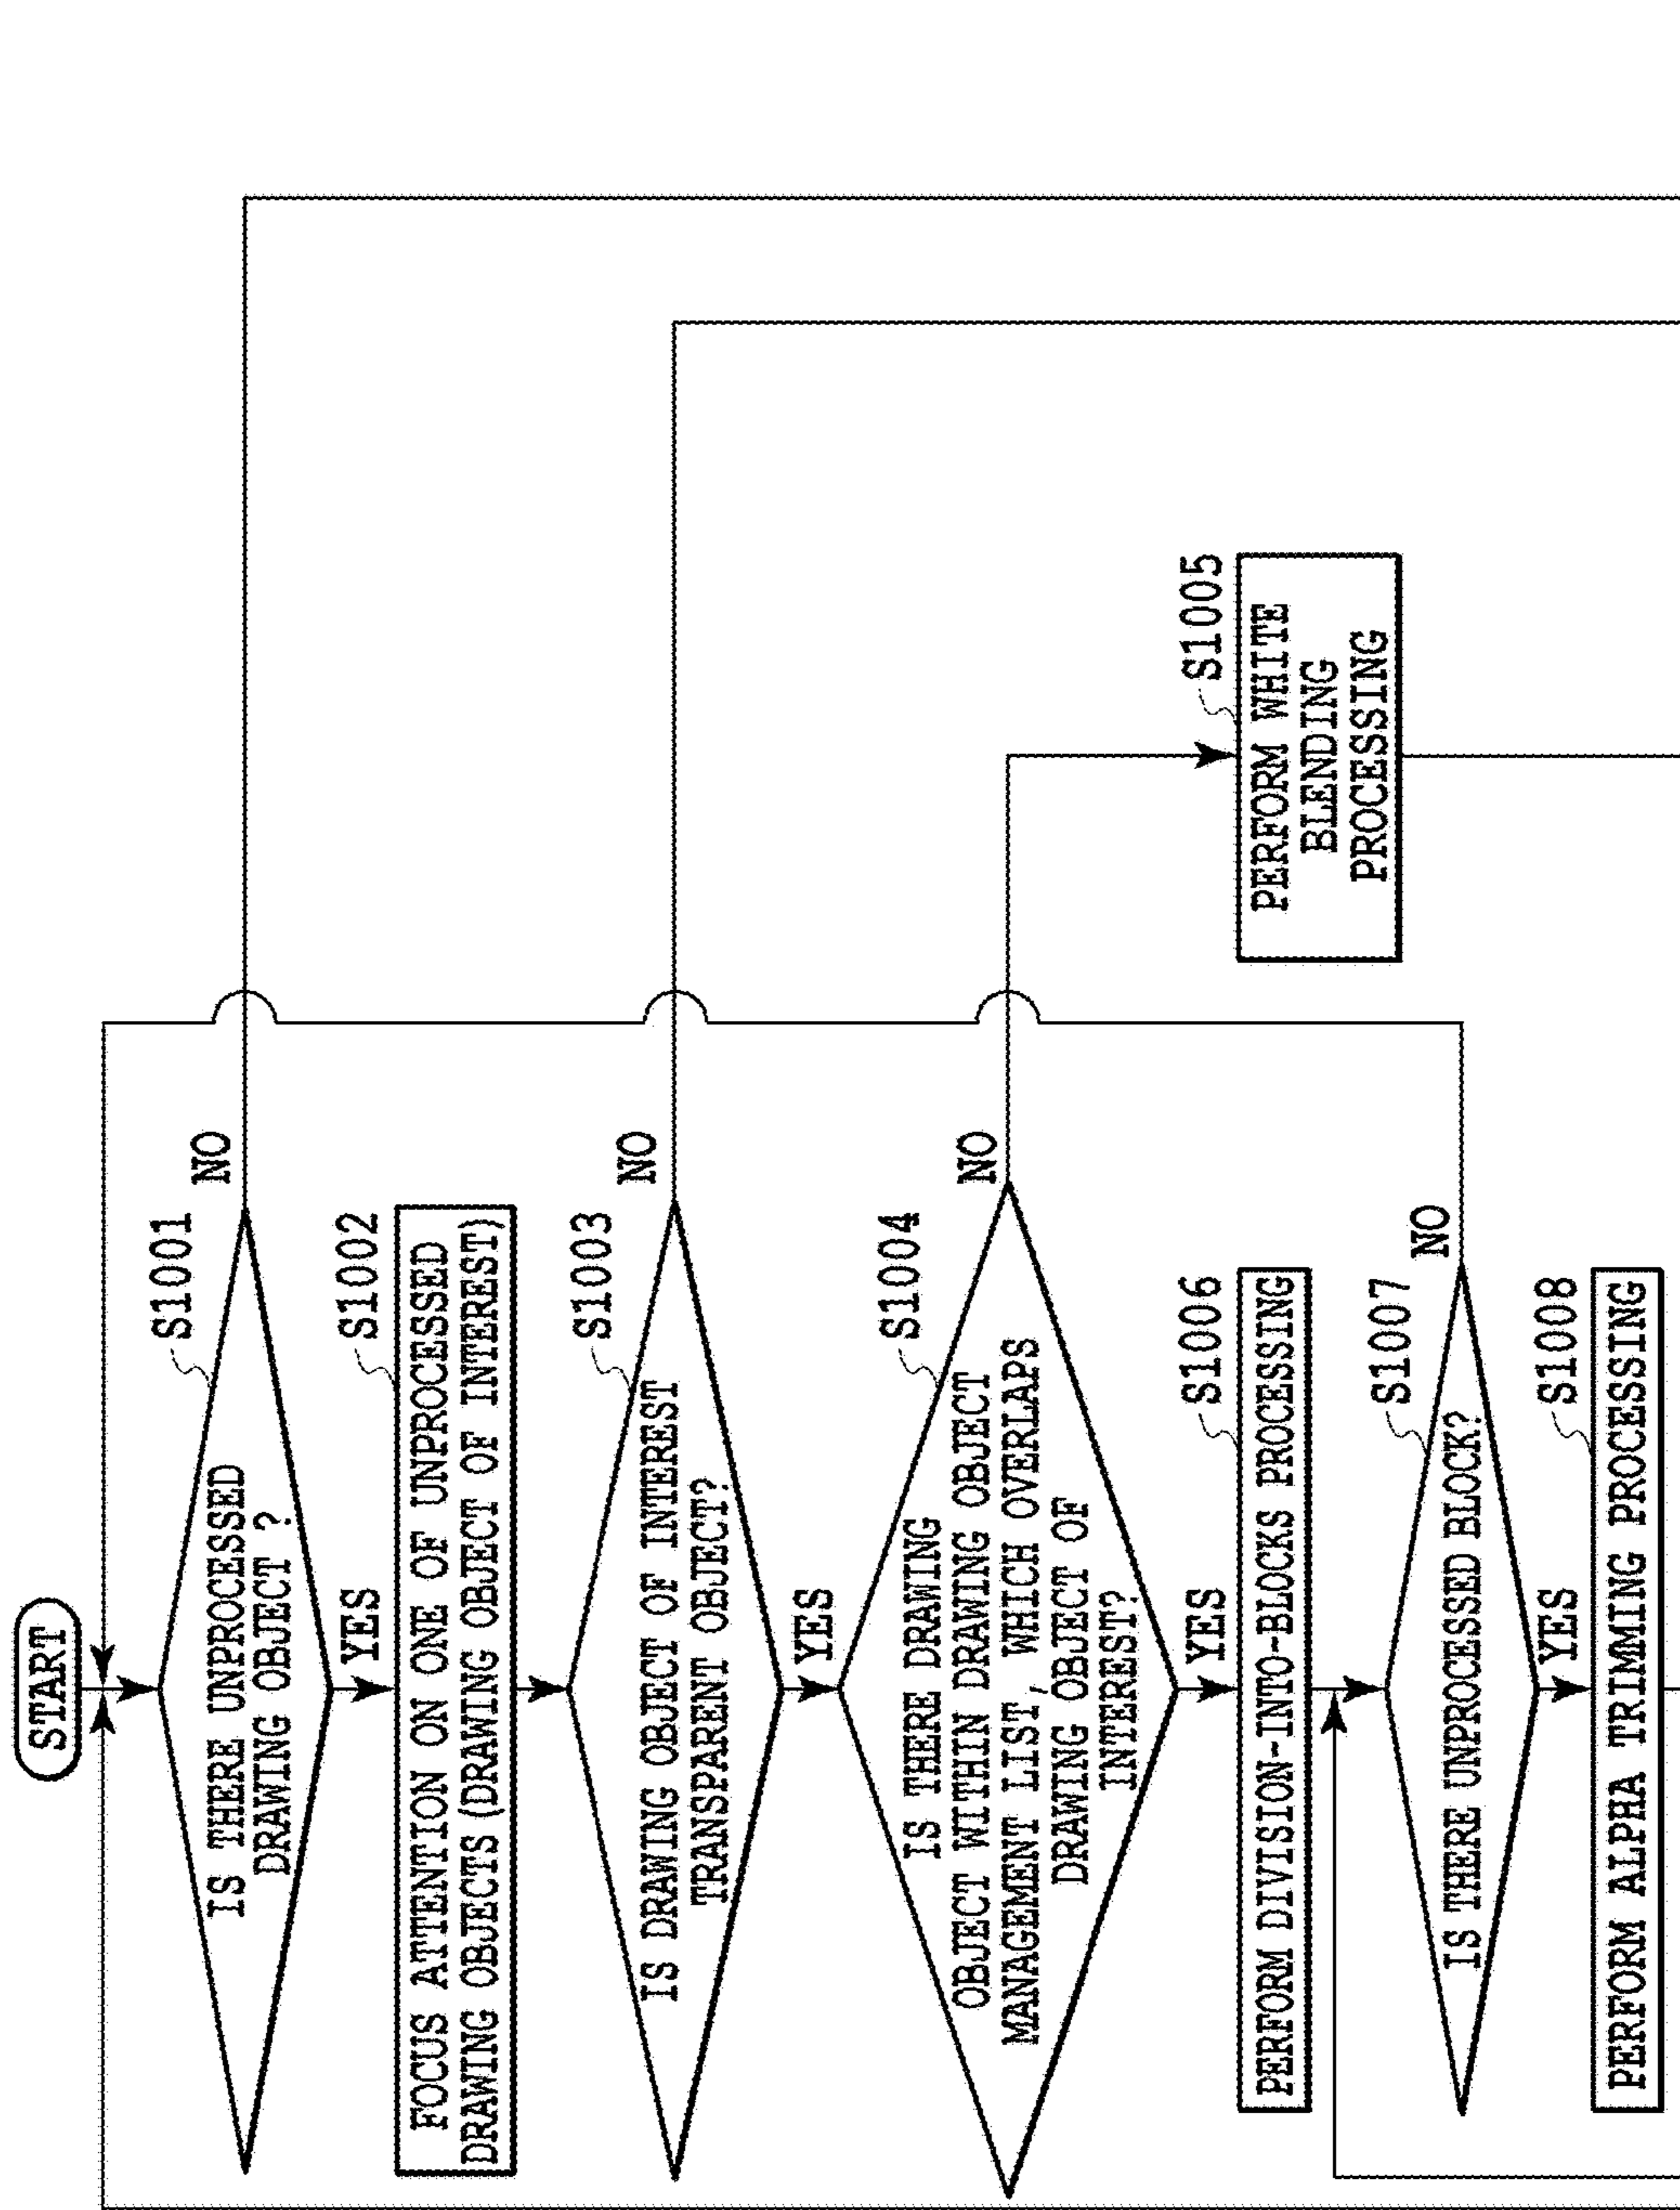 START
S1001
IS THERE UNPROCESSED
DRAWING OBJECT ?
NO
YES
S1002
FOCUS ATTENTION ON ONE OF UNPROCESSED
DRAWING OBJECTS (DRAWING OBJECT OF INTEREST)
S1003
IS DRAWING OBJECT OF INTEREST
TRANSPARENT OBJECT?
NO
YES
S1004
IS THERE DRAWING
OBJECT WITHIN DRAWING OBJECT
MANAGEMENT LIST, WHICH OVERLAPS
DRAWING OBJECT OF
INTEREST?
NO
YES
S1005
PERFORM WHITE
BLENDING
PROCESSING
S1006
PERFORM DIVISION-INTO-BLOCKS PROCESSING
S1007
IS THERE UNPROCESSED BLOCK?
NO
YES
S1008
PERFORM ALPHA TRIMMING PROCESSING